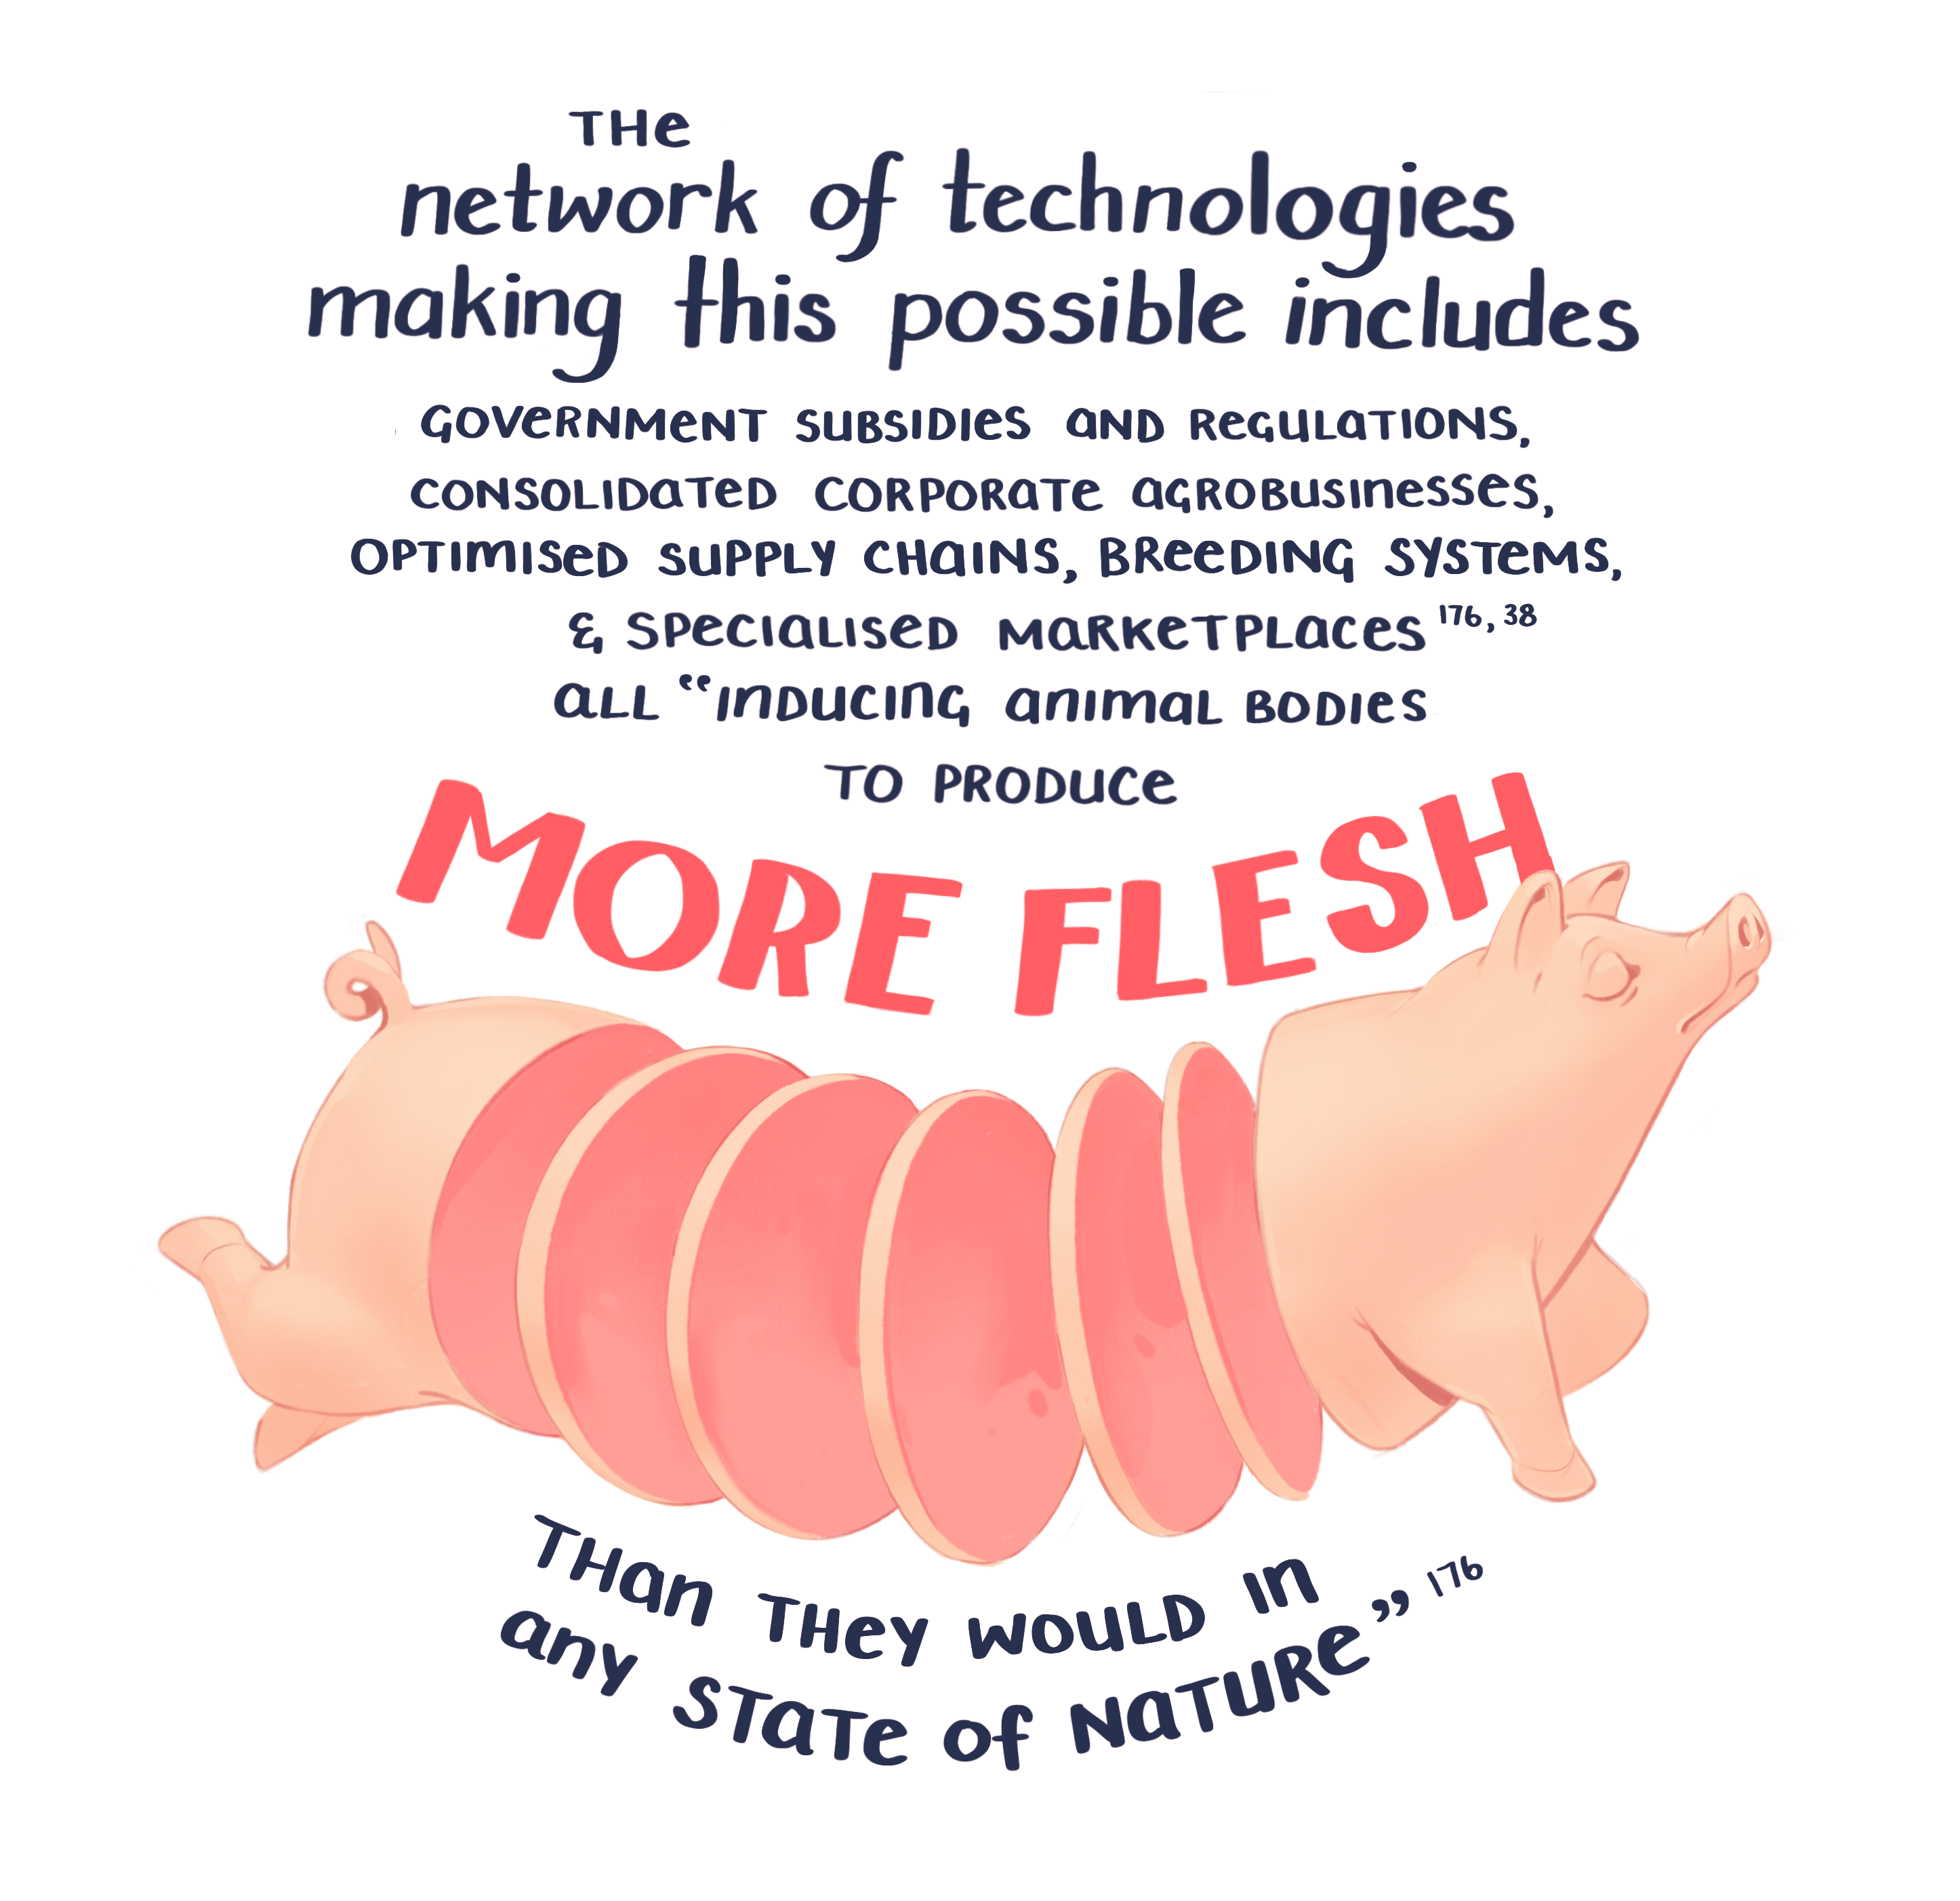 THe
network of technologies
making this possible includes
GOVeRNMeNT SUBSIDIes aND ReGULaTIONS,
CONSOLIDaTeD CORPORaTe aGROBUSInesses,
OPTImISeD SUPPLY CHaINS, BReeDING SYSTeMS,
& SPecIaLISeD MaRKeTPLaces 176, 38
aLL “InDUCInG anImaL BODIes
TO PRODUce
MORE FLESH
THan THeY WOULD In
any STaTe of NaTURe” 176